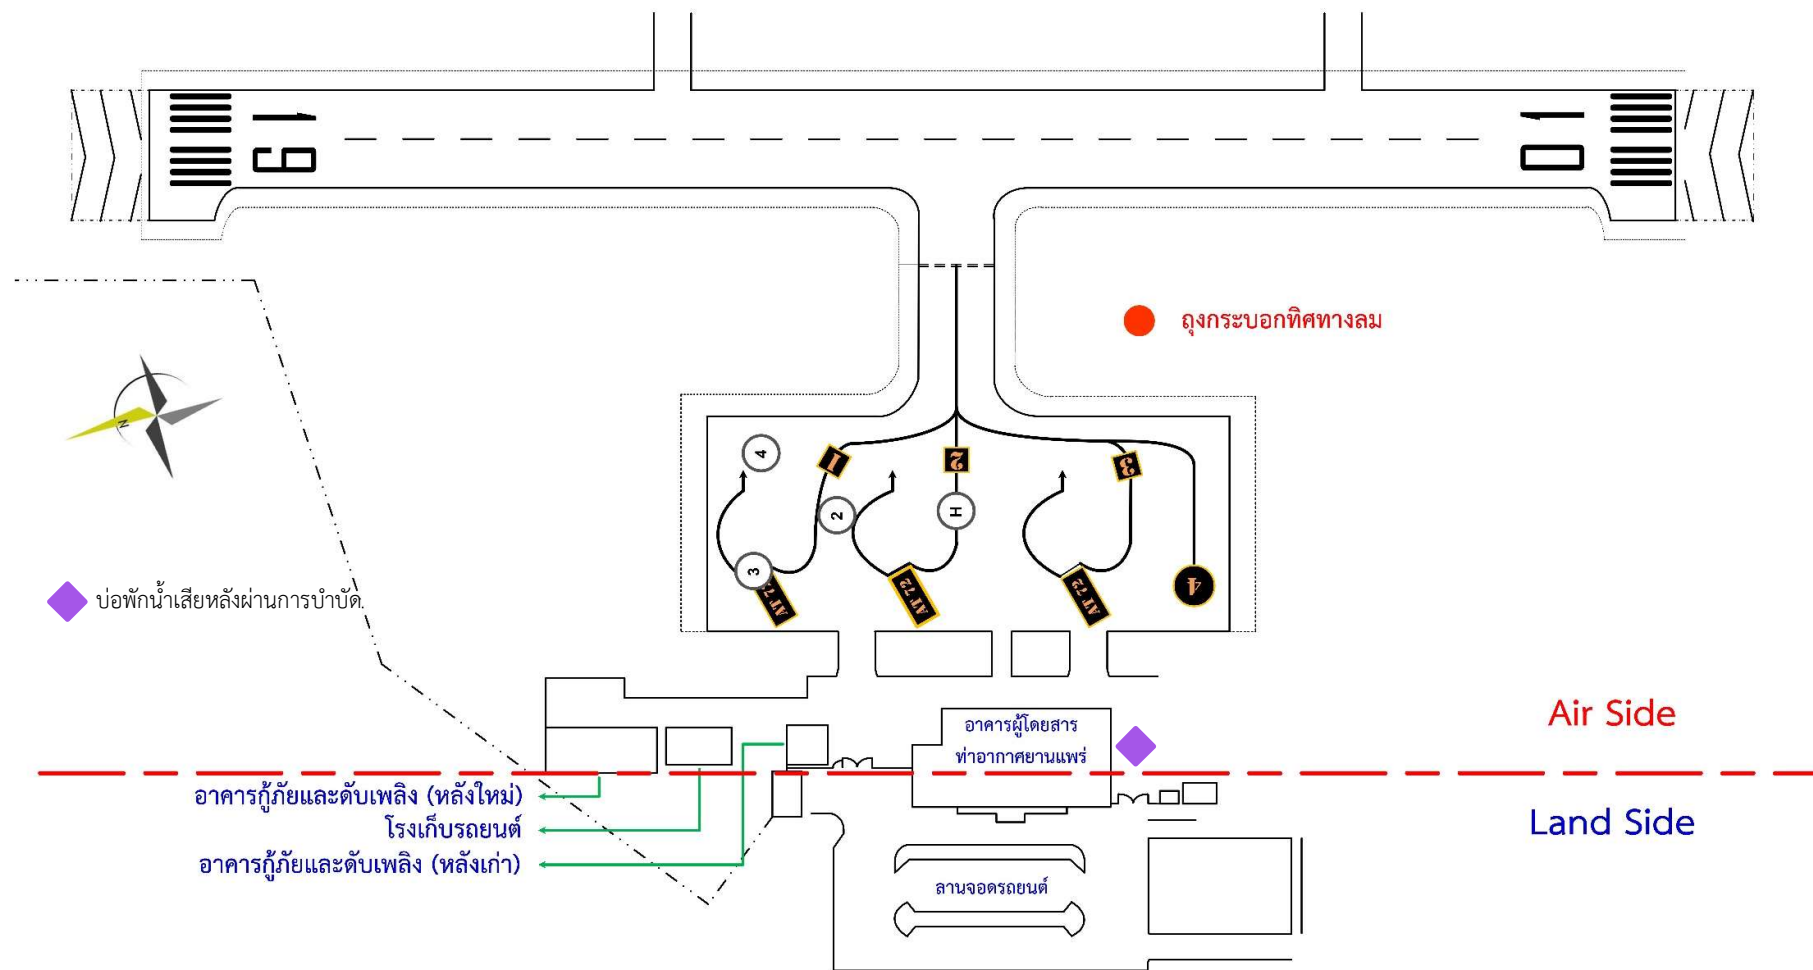 19
01
ถุงกระบอกทิศทางลม
N
4
1
2
3
2
H
3
4
AT 72
AT 72
AT 72
บ่อพักน้ำเสียหลังผ่านการบำบัด
อาคารผู้โดยสาร
ท่าอากาศยานแพร่
Air Side
Land Side
อาคารกู้ภัยและดับเพลิง (หลังใหม่)
โรงเก็บรถยนต์
อาคารกู้ภัยและดับเพลิง (หลังเก่า)
ลานจอดรถยนต์